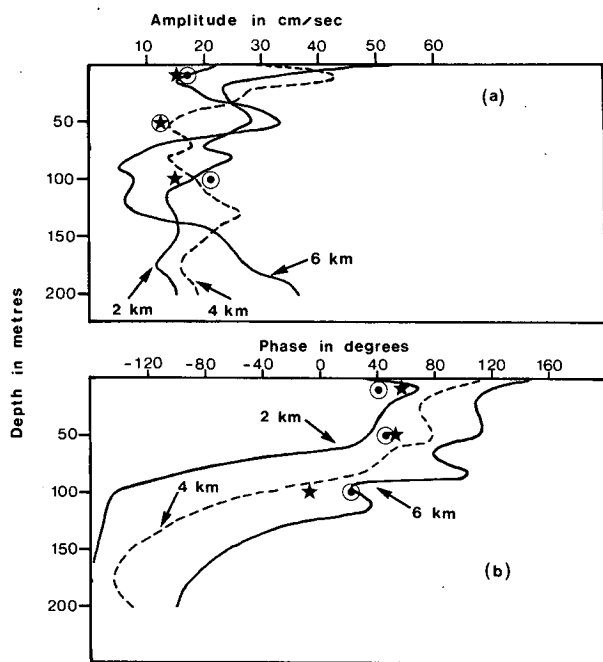 Amplitude in cm/sec
10 20 30 40 50 60
(a)
50
100
150
200
2 km
4 km
6 km
Depth in metres
Phase in degrees
-120 -80 -40 0 40 80 120 160
2 km
50
4 km
100
6 km
150
(b)
200